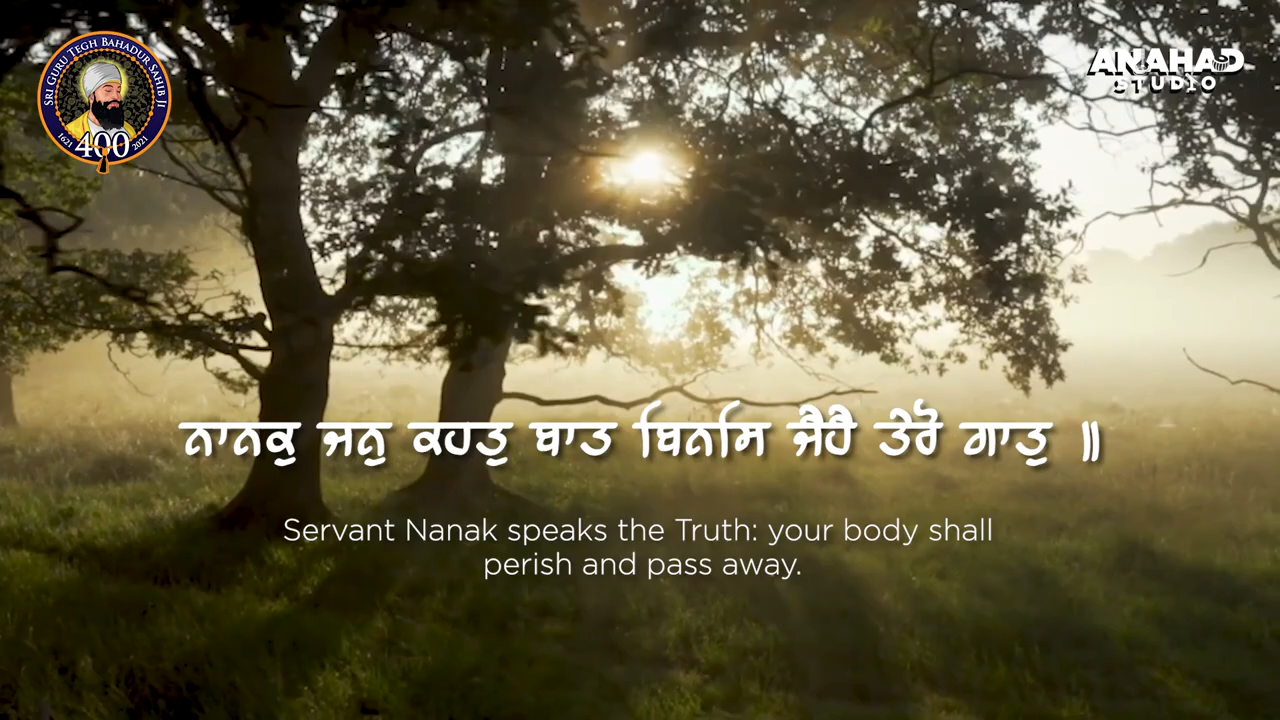 SRI GURU TEGH BAHADUR SAHIB JI
1621 400 2021
ANAHAD
STUDIO
ਨਾਨਕੁ ਜਨੁ ਕਹਤੁ ਬਾਤ ਬਿਨਸਿ ਜੈਹੈ ਤੇਰੋ ਗਾਤੁ ॥
Servant Nanak speaks the Truth: your body shall
perish and pass away.